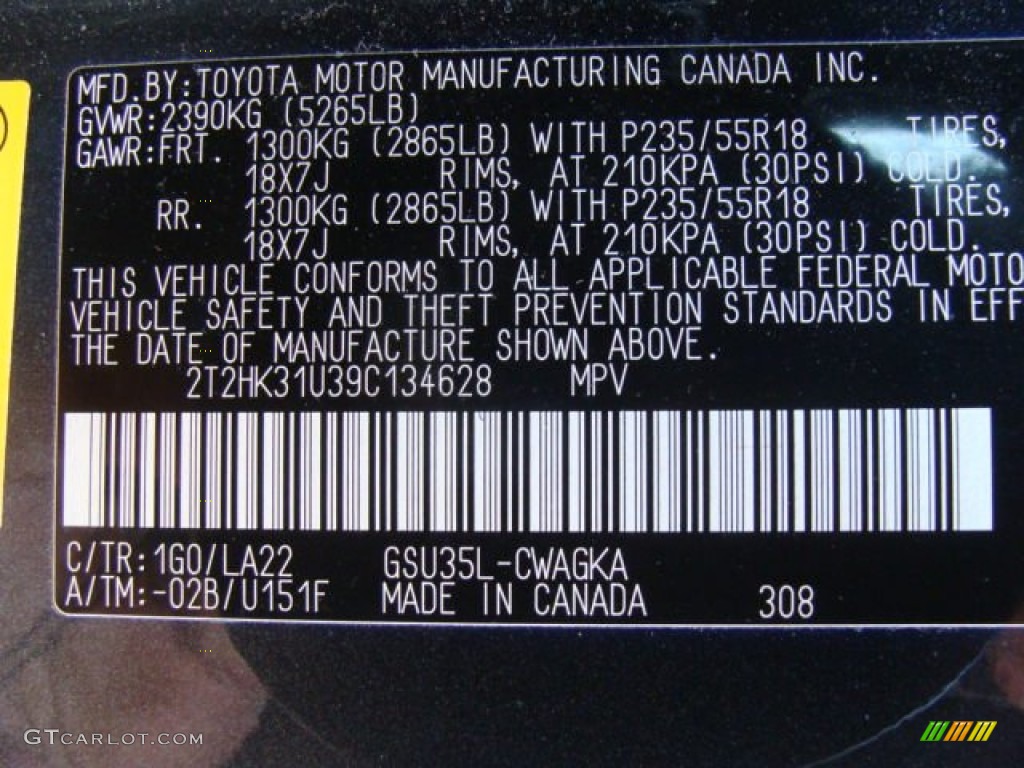 MFD.BY:TOYOTA MOTOR MANUFACTURING CANADA INC.
GVWR:2390KG (5265LB)
GAWR:FRT. 1300KG (2865LB) WITH P235/55R18 TIRES,
18X7J RIMS, AT 210KPA (30PSI) COLD.
RR. 1300KG (2865LB) WITH P235/55R18 TIRES,
18X7J RIMS, AT 210KPA (30PSI) COLD.
THIS VEHICLE CONFORMS TO ALL APPLICABLE FEDERAL MOTO
VEHICLE SAFETY AND THEFT PREVENTION STANDARDS IN EFF
THE DATE OF MANUFACTURE SHOWN ABOVE.
2T2HK31U39C134628 MPV
C/TR:1G0/LA22 GSU35L-CWAGKA
A/TM:-02B/U151F MADE IN CANADA 308
GTCARLOT.COM